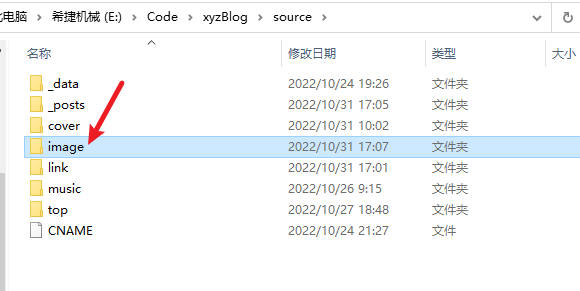 电脑 › 希捷机械 (E:) › Code › xyzBlog › source ›
名称 修改日期 类型 大小
_data 2022/10/24 19:26 文件夹
_posts 2022/10/31 17:05 文件夹
cover 2022/10/31 10:02 文件夹
image 2022/10/31 17:07 文件夹
link 2022/10/31 17:01 文件夹
music 2022/10/26 9:15 文件夹
top 2022/10/27 18:48 文件夹
CNAME 2022/10/24 21:27 文件